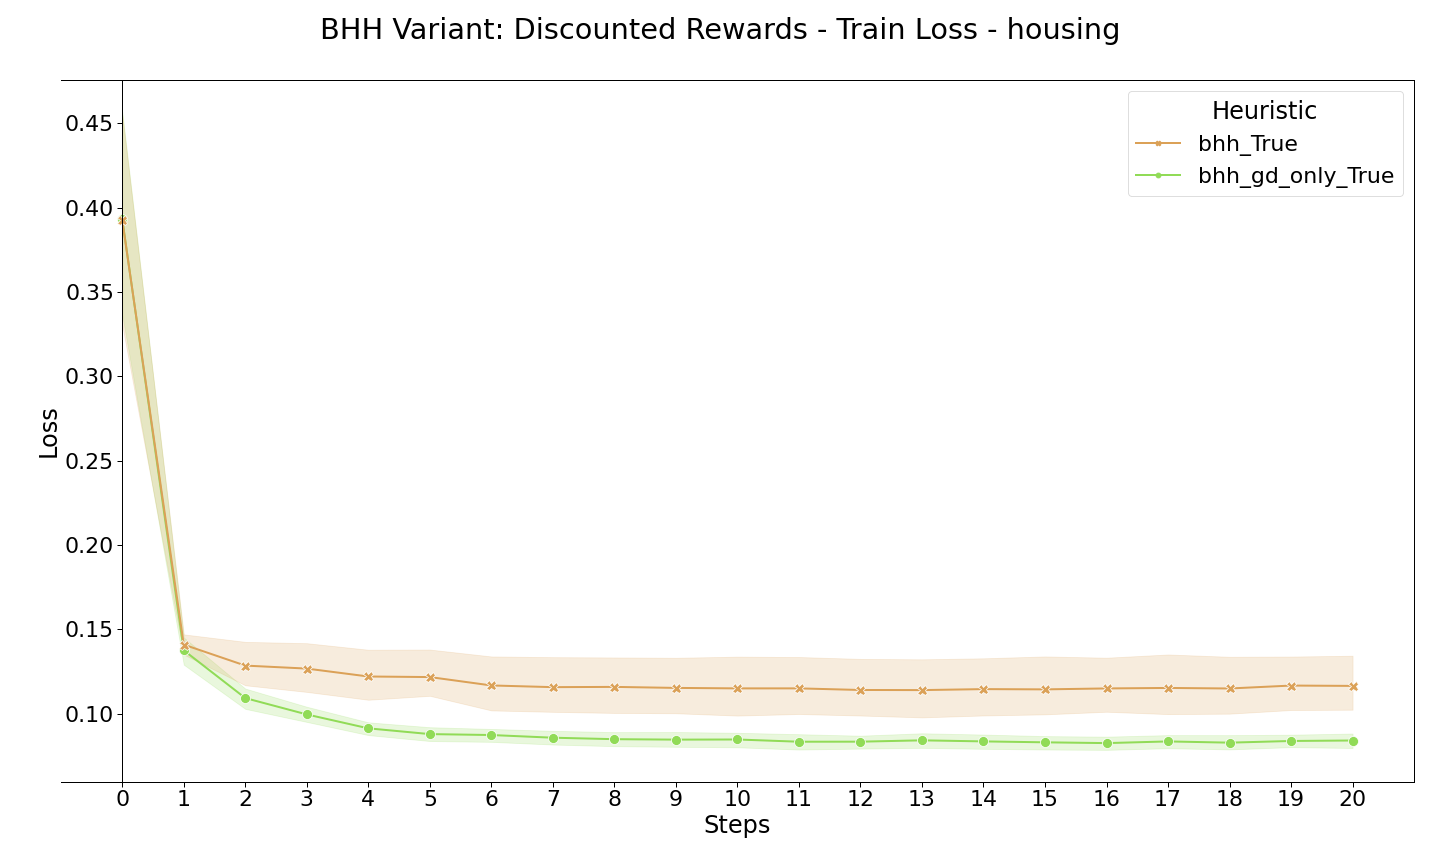 BHH Variant: Discounted Rewards - Train Loss - housing
Heuristic
bhh_True
bhh_gd_only_True
Loss
0.45
0.40
0.35
0.30
0.25
0.20
0.15
0.10
0 1 2 3 4 5 6 7 8 9 10 11 12 13 14 15 16 17 18 19 20
Steps